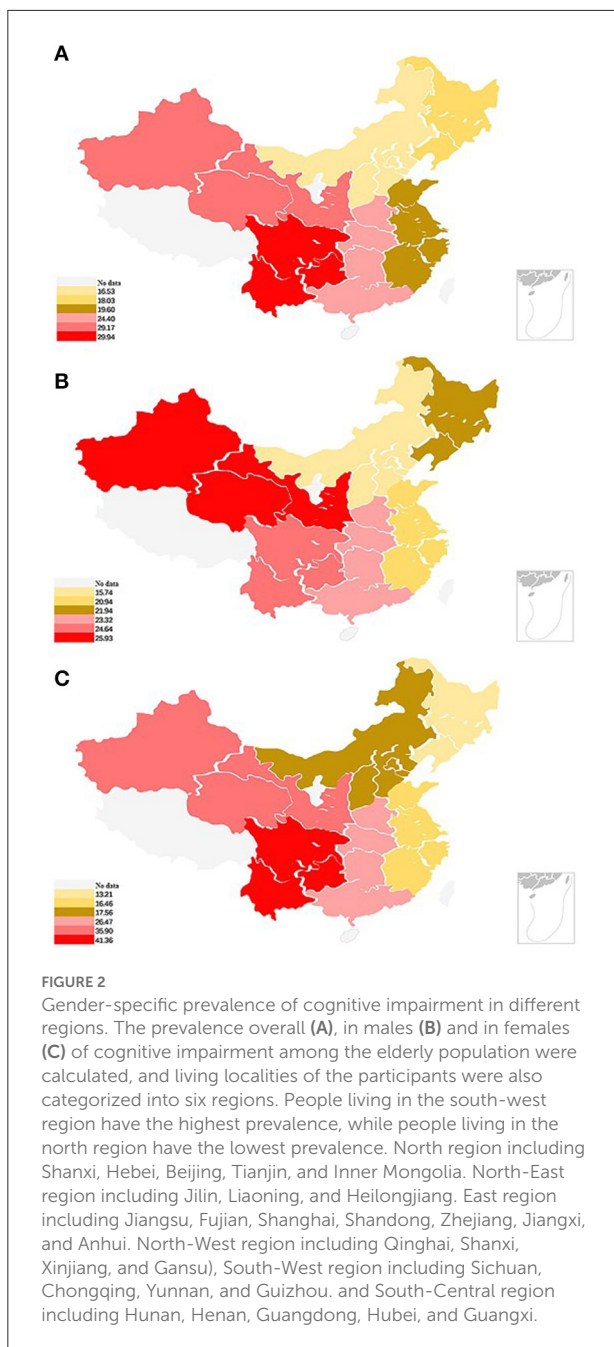 A
No data
16.53
18.03
19.60
24.40
29.17
29.94
B
No data
15.74
20.94
21.94
23.32
24.64
25.93
C
No data
13.21
16.46
17.56
26.47
35.90
41.36
FIGURE 2
Gender-specific prevalence of cognitive impairment in different
regions. The prevalence overall (A), in males (B) and in females
(C) of cognitive impairment among the elderly population were
calculated, and living localities of the participants were also
categorized into six regions. People living in the south-west
region have the highest prevalence, while people living in the
north region have the lowest prevalence. North region including
Shanxi, Hebei, Beijing, Tianjin, and Inner Mongolia. North-East
region including Jilin, Liaoning, and Heilongjiang. East region
including Jiangsu, Fujian, Shanghai, Shandong, Zhejiang, Jiangxi,
and Anhui. North-West region including Qinghai, Shanxi,
Xinjiang, and Gansu), South-West region including Sichuan,
Chongqing, Yunnan, and Guizhou. and South-Central region
including Hunan, Henan, Guangdong, Hubei, and Guangxi.